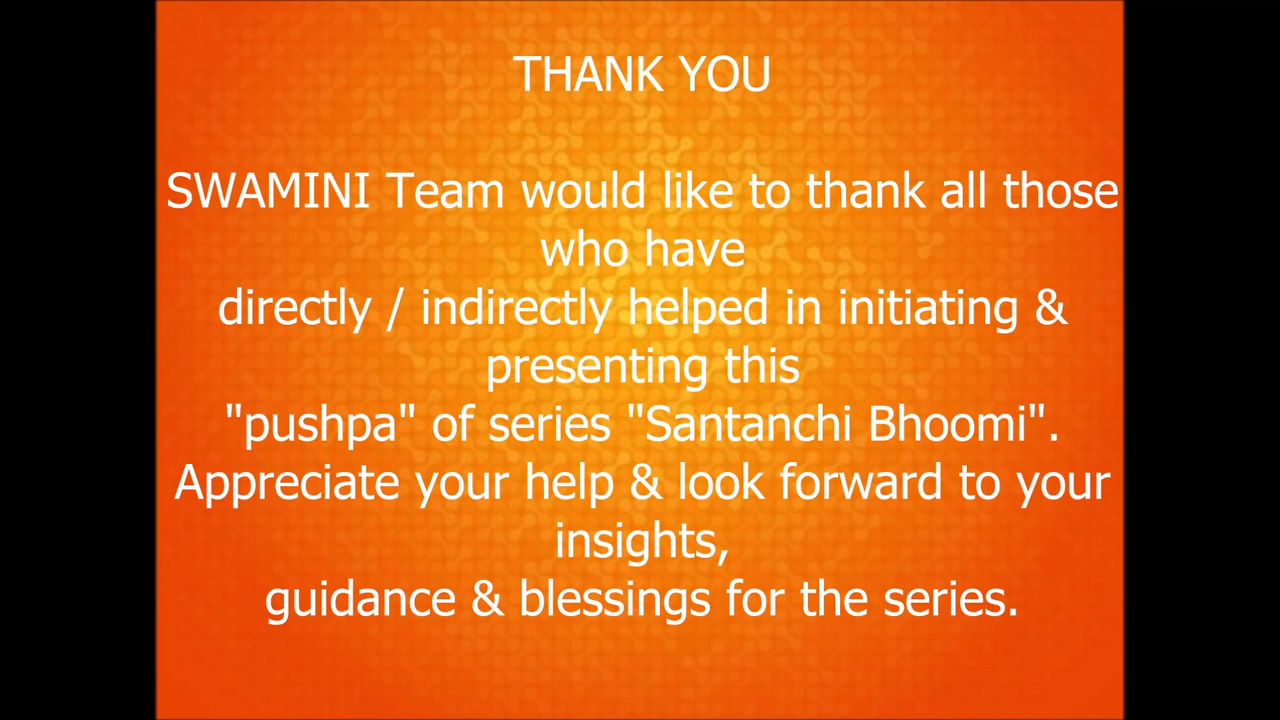 THANK YOU
SWAMINI Team would like to thank all those
who have
directly / indirectly helped in initiating &
presenting this
"pushpa" of series "Santanchi Bhoomi".
Appreciate your help & look forward to your
insights,
guidance & blessings for the series.